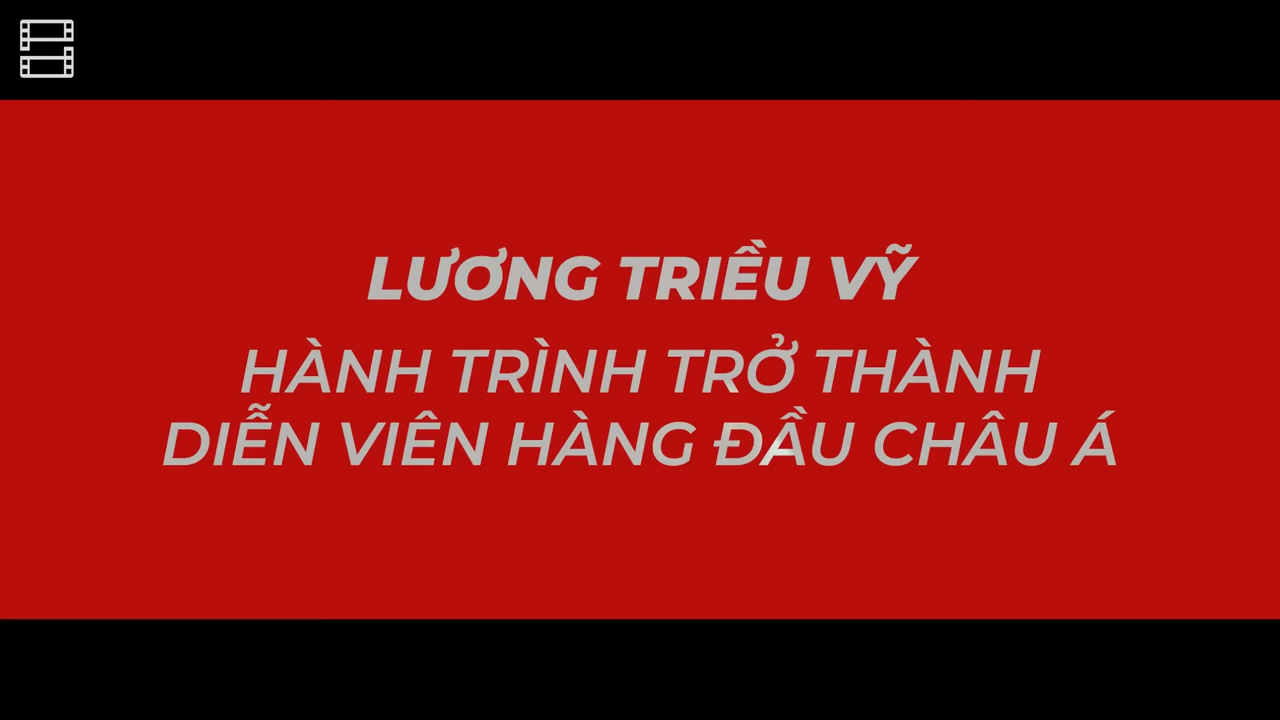 LƯƠNG TRIỀU VỸ
HÀNH TRÌNH TRỞ THÀNH
DIỄN VIÊN HÀNG ĐẦU CHÂU Á